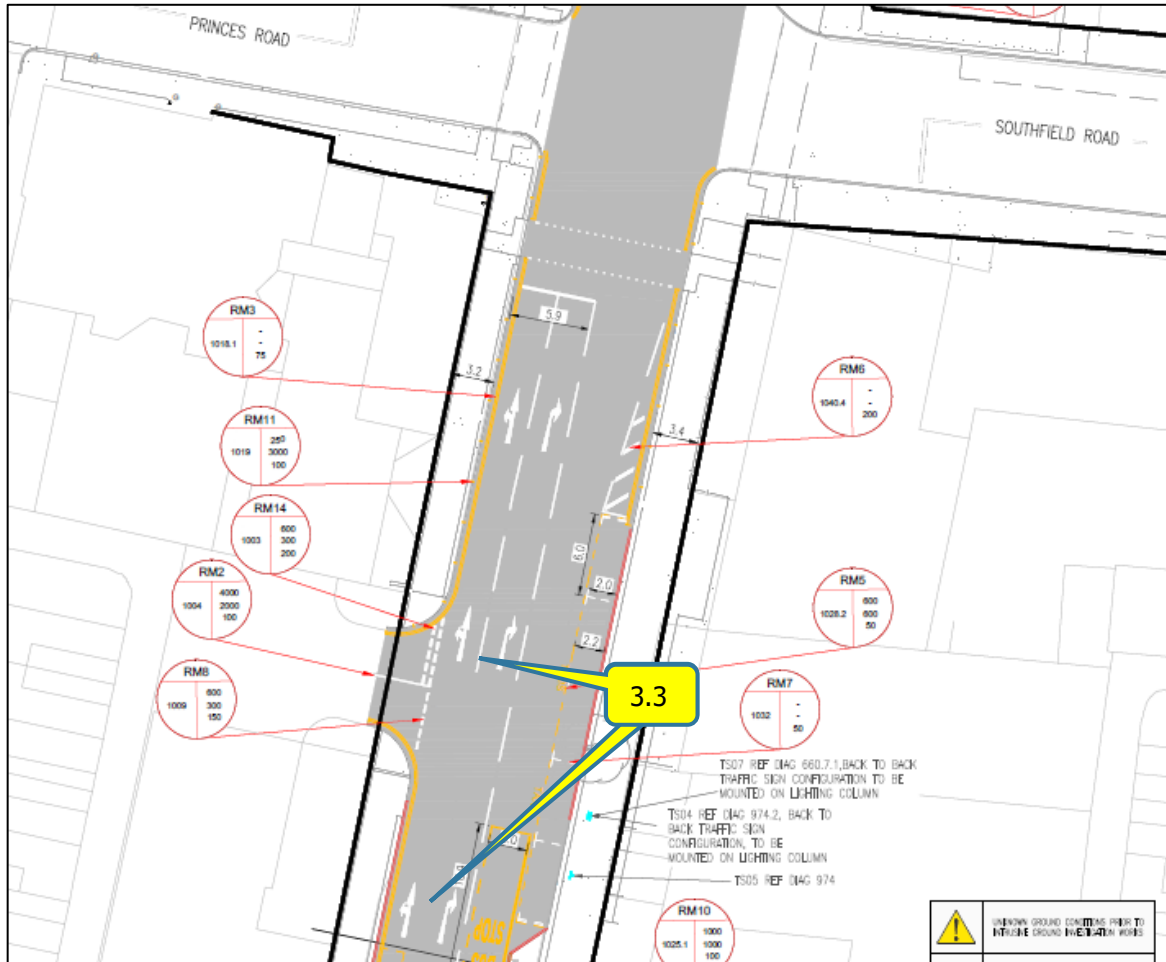 PRINCES ROAD
SOUTHFIELD ROAD
RM3
1018.1
-
-
75
5.9
3.2
RM6
1040.4
-
-
200
RM11
1019
25⁰
3000
100
3.4
RM14
1003
600
300
200
6.0
2.0
RM2
1004
4000
2000
100
RM5
1028.2
600
600
50
2.2
RM8
1009
600
300
150
3.3
RM7
1032
-
-
50
TS07 REF DIAG 660.7.1,BACK TO BACK
TRAFFIC SIGN CONFIGURATION TO BE
MOUNTED ON LIGHTING COLUMN
TS04 REF DIAG 974.2, BACK TO
BACK TRAFFIC SIGN
CONFIGURATION, TO BE
MOUNTED ON LIGHTING COLUMN
TS05 REF DIAG 974
STOP
RM10
1025.1
1000
1000
100
UNKNOWN GROUND CONDITIONS PRIOR TO
INTRUSIVE GROUND INVESTIGATION WORKS